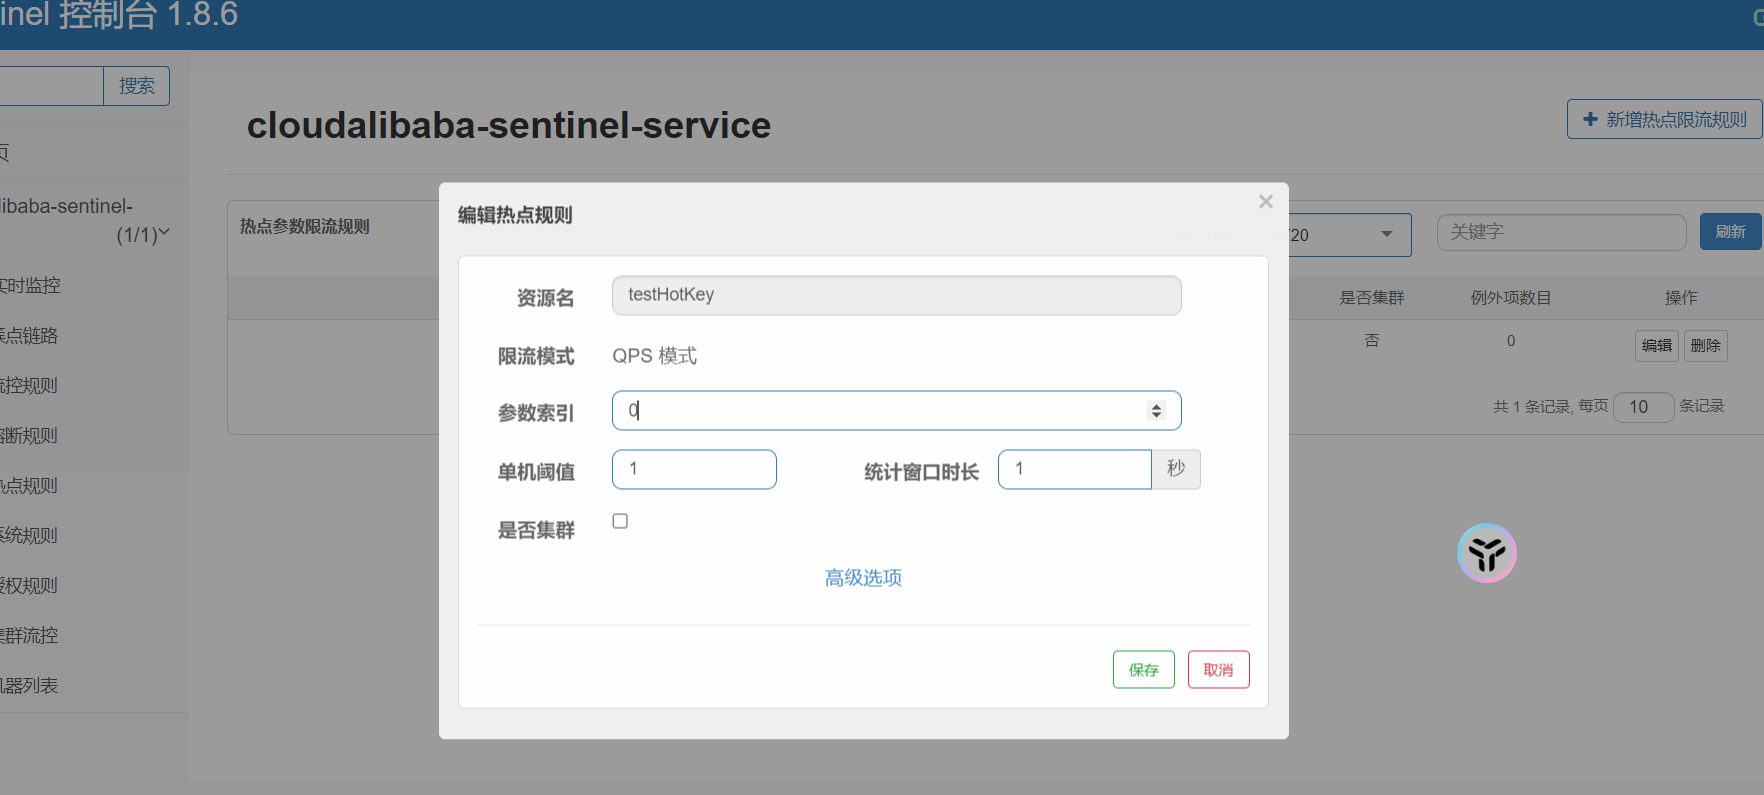 inel 控制台 1.8.6
搜索
页
libaba-sentinel-
(1/1)
实时监控
簇点链路
流控规则
熔断规则
热点规则
系统规则
授权规则
集群流控
机器列表
cloudalibaba-sentinel-service
新增热点限流规则
热点参数限流规则
/20
关键字
刷新
是否集群 例外项数目 操作
否 0 编辑 删除
共 1 条记录, 每页 10 条记录
编辑热点规则
×
资源名 testHotKey
限流模式 QPS 模式
参数索引 0
单机阈值 1 统计窗口时长 1 秒
是否集群
高级选项
保存 取消